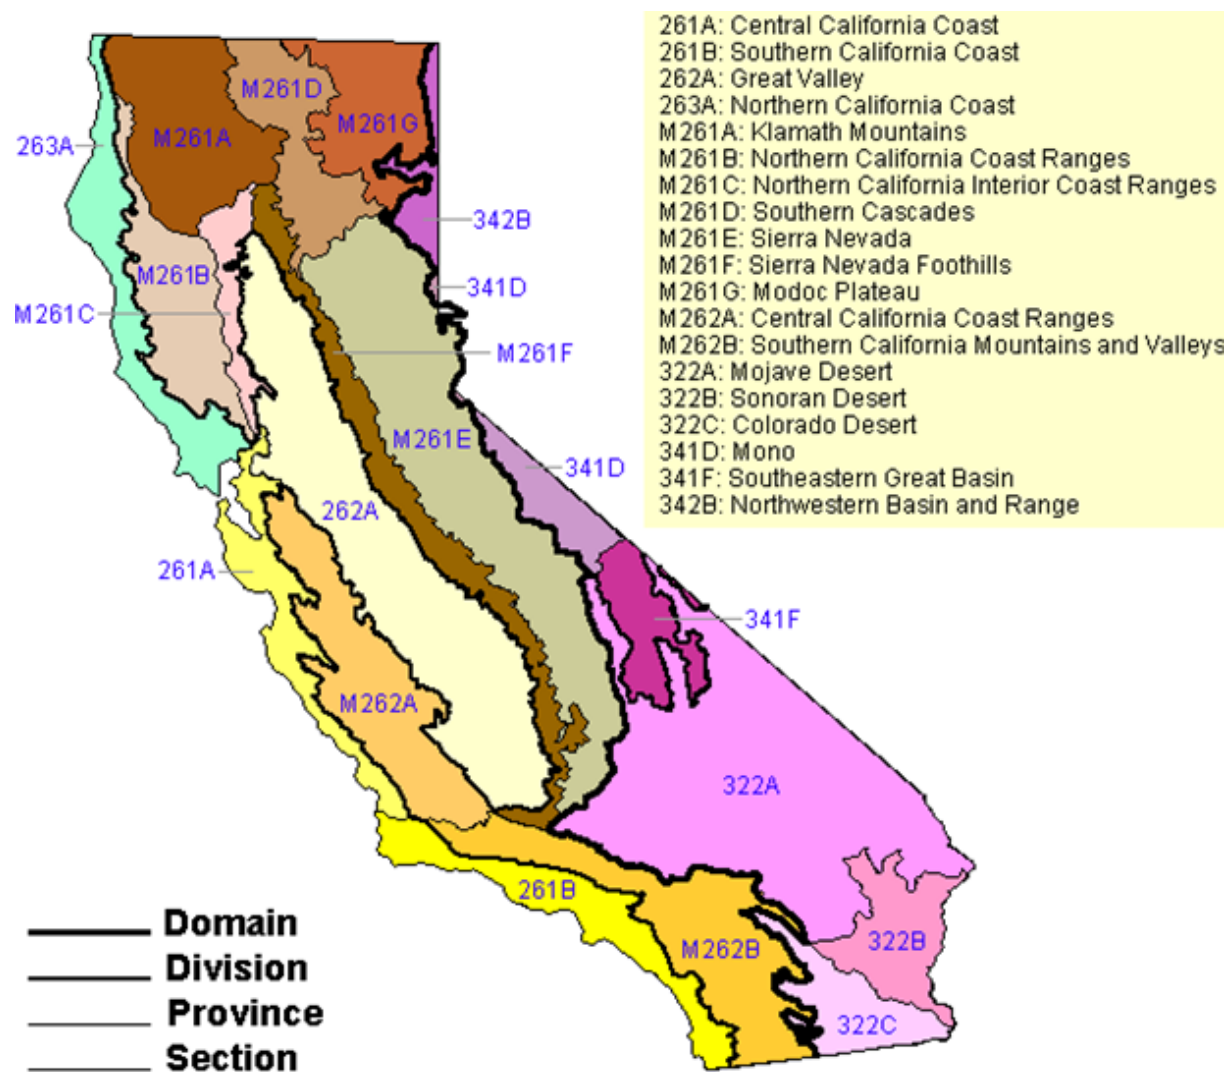 261A: Central California Coast
261B: Southern California Coast
262A: Great Valley
263A: Northern California Coast
M261A: Klamath Mountains
M261B: Northern California Coast Ranges
M261C: Northern California Interior Coast Ranges
M261D: Southern Cascades
M261E: Sierra Nevada
M261F: Sierra Nevada Foothills
M261G: Modoc Plateau
M262A: Central California Coast Ranges
M262B: Southern California Mountains and Valleys
322A: Mojave Desert
322B: Sonoran Desert
322C: Colorado Desert
341D: Mono
341F: Southeastern Great Basin
342B: Northwestern Basin and Range
M261D
M261G
M261A
263A
342B
M261B
341D
M261C
M261F
M261E
341D
262A
261A
341F
M262A
322A
261B
322B
M262B
322C
Domain
Division
Province
Section